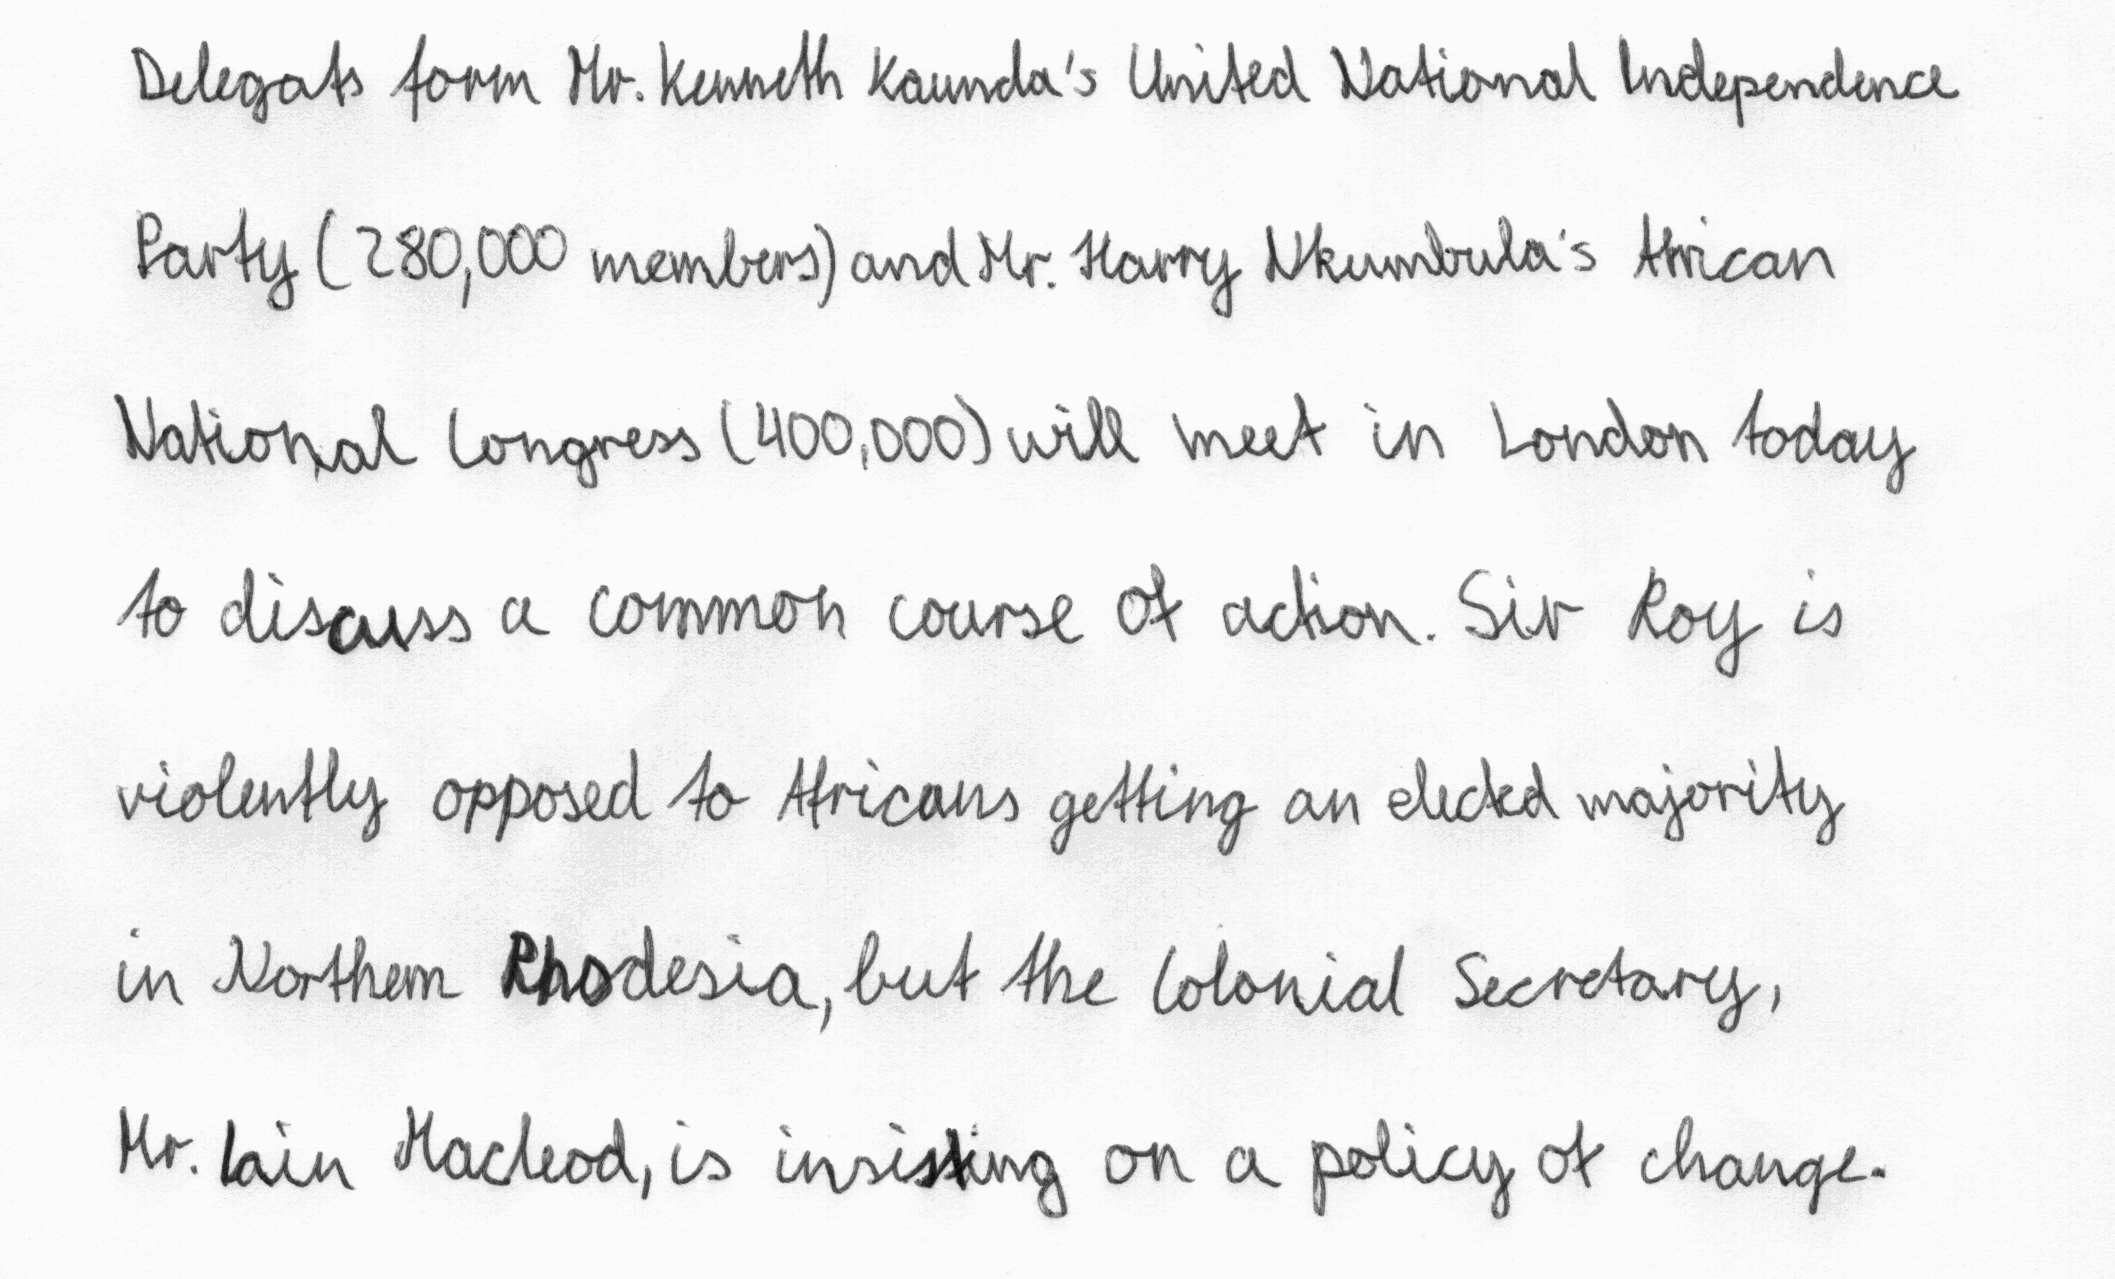 Delegats form Mr. Kenneth Kaunda's United National Independence
Party (280,000 members) and Mr. Harry Nkumbula's African
National Congress (400,000) will meet in London today
to discuss a common course of action. Sir Roy is
violently opposed to Africans getting an elected majority
in Northern Rhodesia, but the Colonial Secretary,
Mr. Iain Macleod, is insisting on a policy of change.